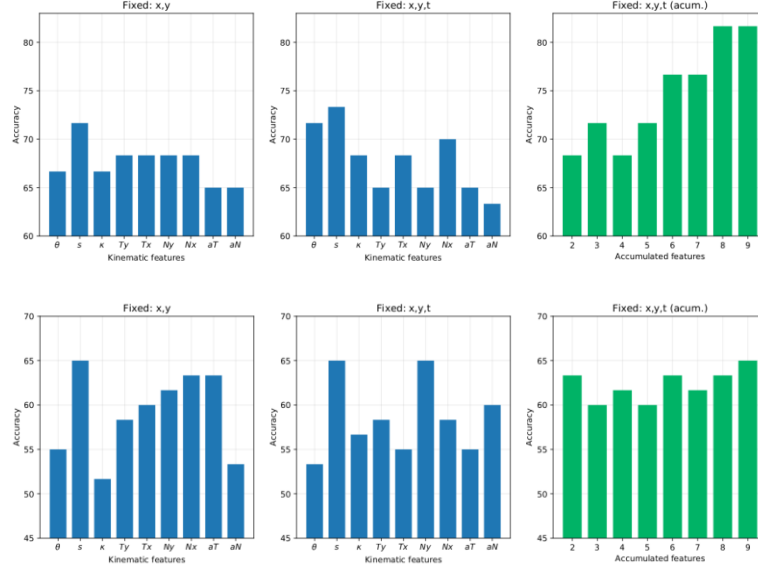 Fixed: x,y
Fixed: x,y,t
Fixed: x,y,t (acum.)
Accuracy
80
75
70
65
60
θ s κ Ty Tx Ny Nx aT aN
Kinematic features
Accuracy
80
75
70
65
60
θ s κ Ty Tx Ny Nx aT aN
Kinematic features
Accuracy
80
75
70
65
60
2 3 4 5 6 7 8 9
Accumulated features
Fixed: x,y
Fixed: x,y,t
Fixed: x,y,t (acum.)
Accuracy
70
65
60
55
50
45
θ s κ Ty Tx Ny Nx aT aN
Kinematic features
Accuracy
70
65
60
55
50
45
θ s κ Ty Tx Ny Nx aT aN
Kinematic features
Accuracy
70
65
60
55
50
45
2 3 4 5 6 7 8 9
Accumulated features